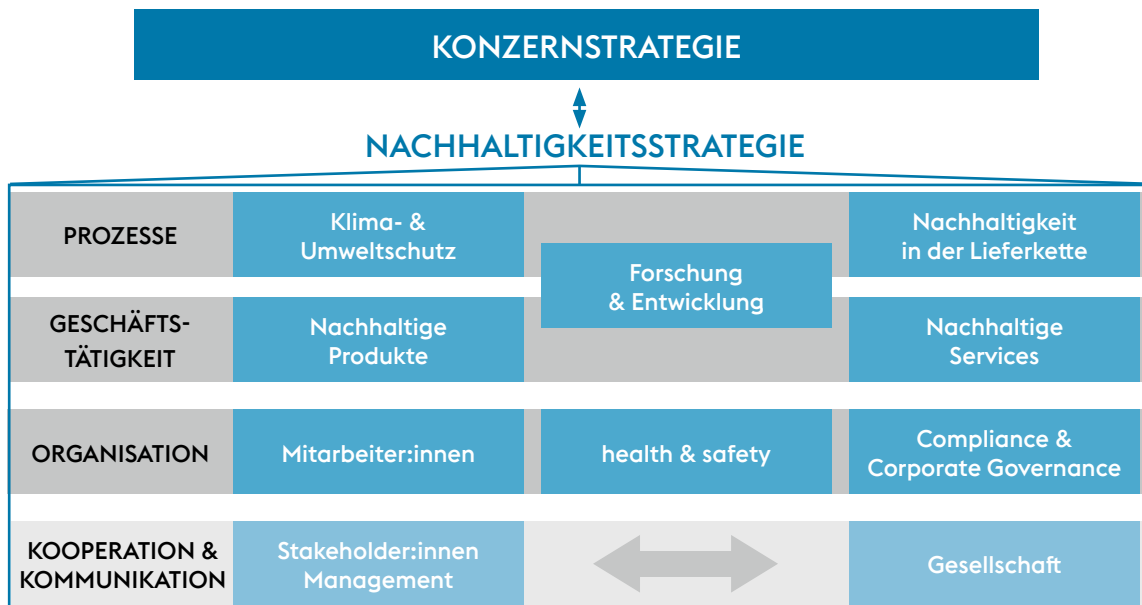 KONZERNSTRATEGIE
NACHHALTIGKEITSSTRATEGIE
PROZESSE
Klima- &
Umweltschutz
Forschung
& Entwicklung
Nachhaltigkeit
in der Lieferkette
GESCHÄFTS-
TÄTIGKEIT
Nachhaltige
Produkte
Nachhaltige
Services
ORGANISATION
Mitarbeiter:innen
health & safety
Compliance &
Corporate Governance
KOOPERATION &
KOMMUNIKATION
Stakeholder:innen
Management
Gesellschaft